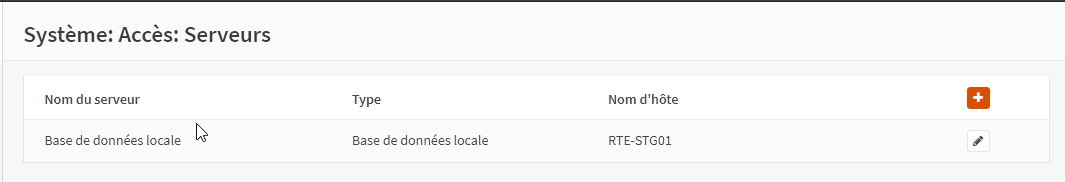 Système: Accès: Serveurs
Nom du serveur Type Nom d'hôte
Base de données locale Base de données locale RTE-STG01